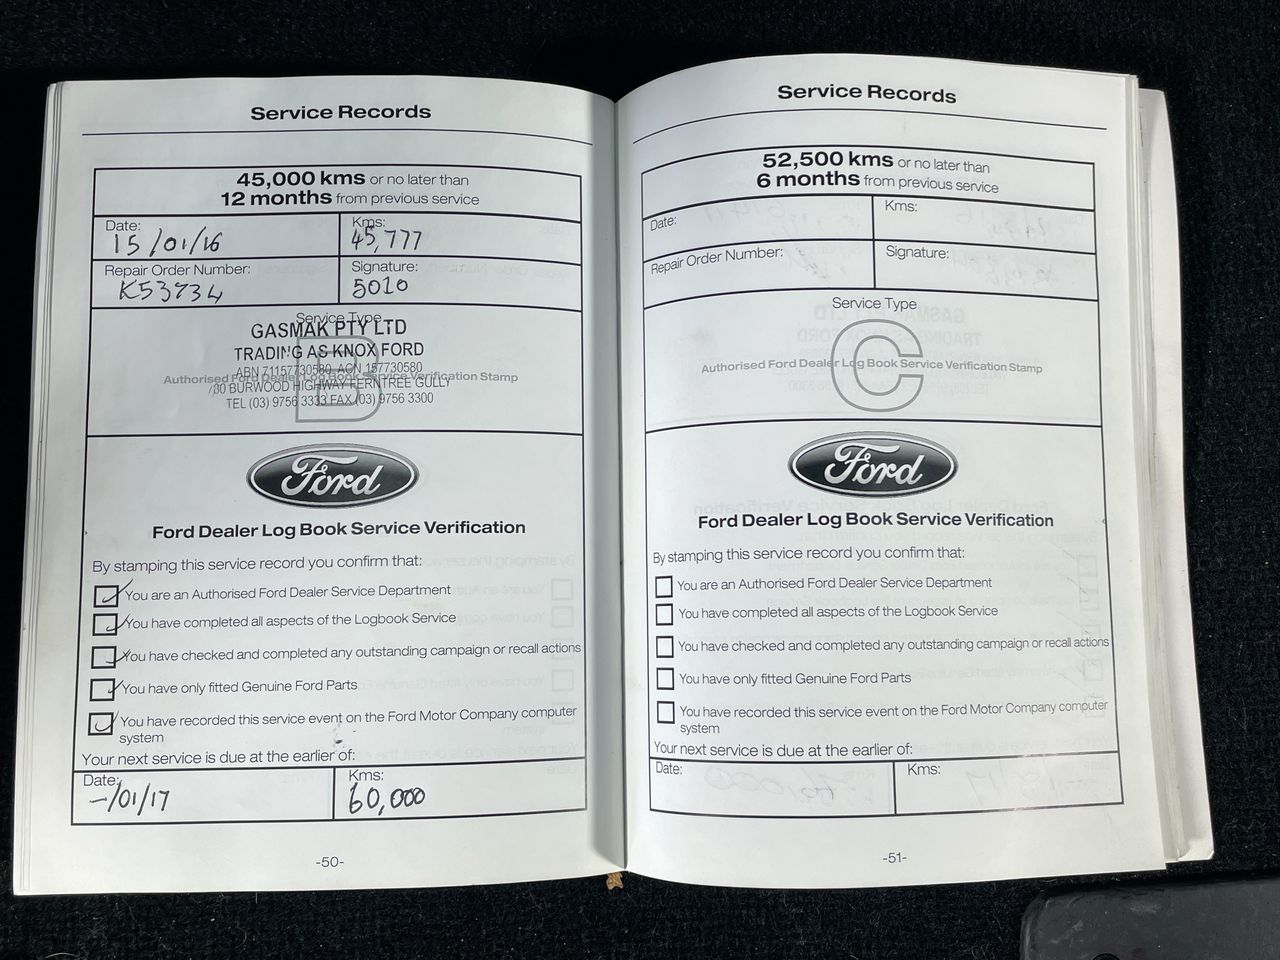 Service Records
45,000 kms or no later than
12 months from previous service
Date:
15/01/16
Kms:
45,777
Repair Order Number:
K53734
Signature:
5010
Service Type
B
Authorised Ford Dealer Log Book Service Verification Stamp
GASMAK PTY LTD
TRADING AS KNOX FORD
ABN 71157730580 ACN 157730580
780 BURWOOD HIGHWAY FERNTREE GULLY
TEL (03) 9756 3333 FAX (03) 9756 3300
Ford
Ford Dealer Log Book Service Verification
By stamping this service record you confirm that:
You are an Authorised Ford Dealer Service Department
You have completed all aspects of the Logbook Service
You have checked and completed any outstanding campaign or recall actions
You have only fitted Genuine Ford Parts
You have recorded this service event on the Ford Motor Company computer
system
Your next service is due at the earlier of:
Date:
-/01/17
Kms:
60,000
-50-
Service Records
52,500 kms or no later than
6 months from previous service
Date:
Kms:
Repair Order Number:
Signature:
Service Type
C
Authorised Ford Dealer Log Book Service Verification Stamp
Ford
Ford Dealer Log Book Service Verification
By stamping this service record you confirm that:
You are an Authorised Ford Dealer Service Department
You have completed all aspects of the Logbook Service
You have checked and completed any outstanding campaign or recall actions
You have only fitted Genuine Ford Parts
You have recorded this service event on the Ford Motor Company computer
system
Your next service is due at the earlier of:
Date:
Kms:
-51-